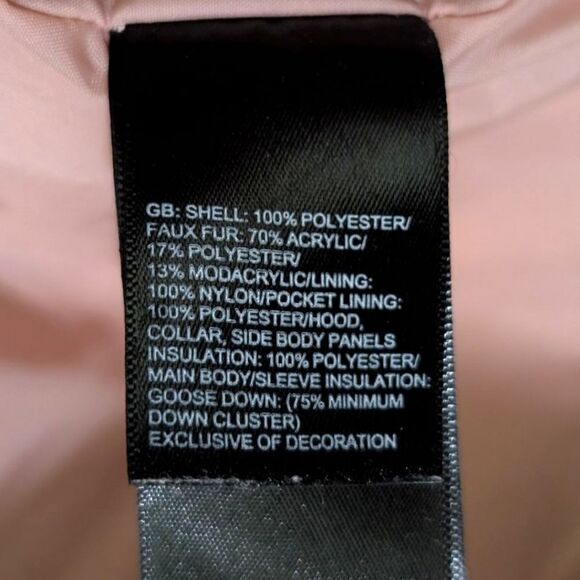 GB: SHELL: 100% POLYESTER/
FAUX FUR: 70% ACRYLIC/
17% POLYESTER/
13% MODACRYLIC/LINING:
100% NYLON/POCKET LINING:
100% POLYESTER/HOOD,
COLLAR, SIDE BODY PANELS
INSULATION: 100% POLYESTER/
MAIN BODY/SLEEVE INSULATION:
GOOSE DOWN: (75% MINIMUM
DOWN CLUSTER)
EXCLUSIVE OF DECORATION